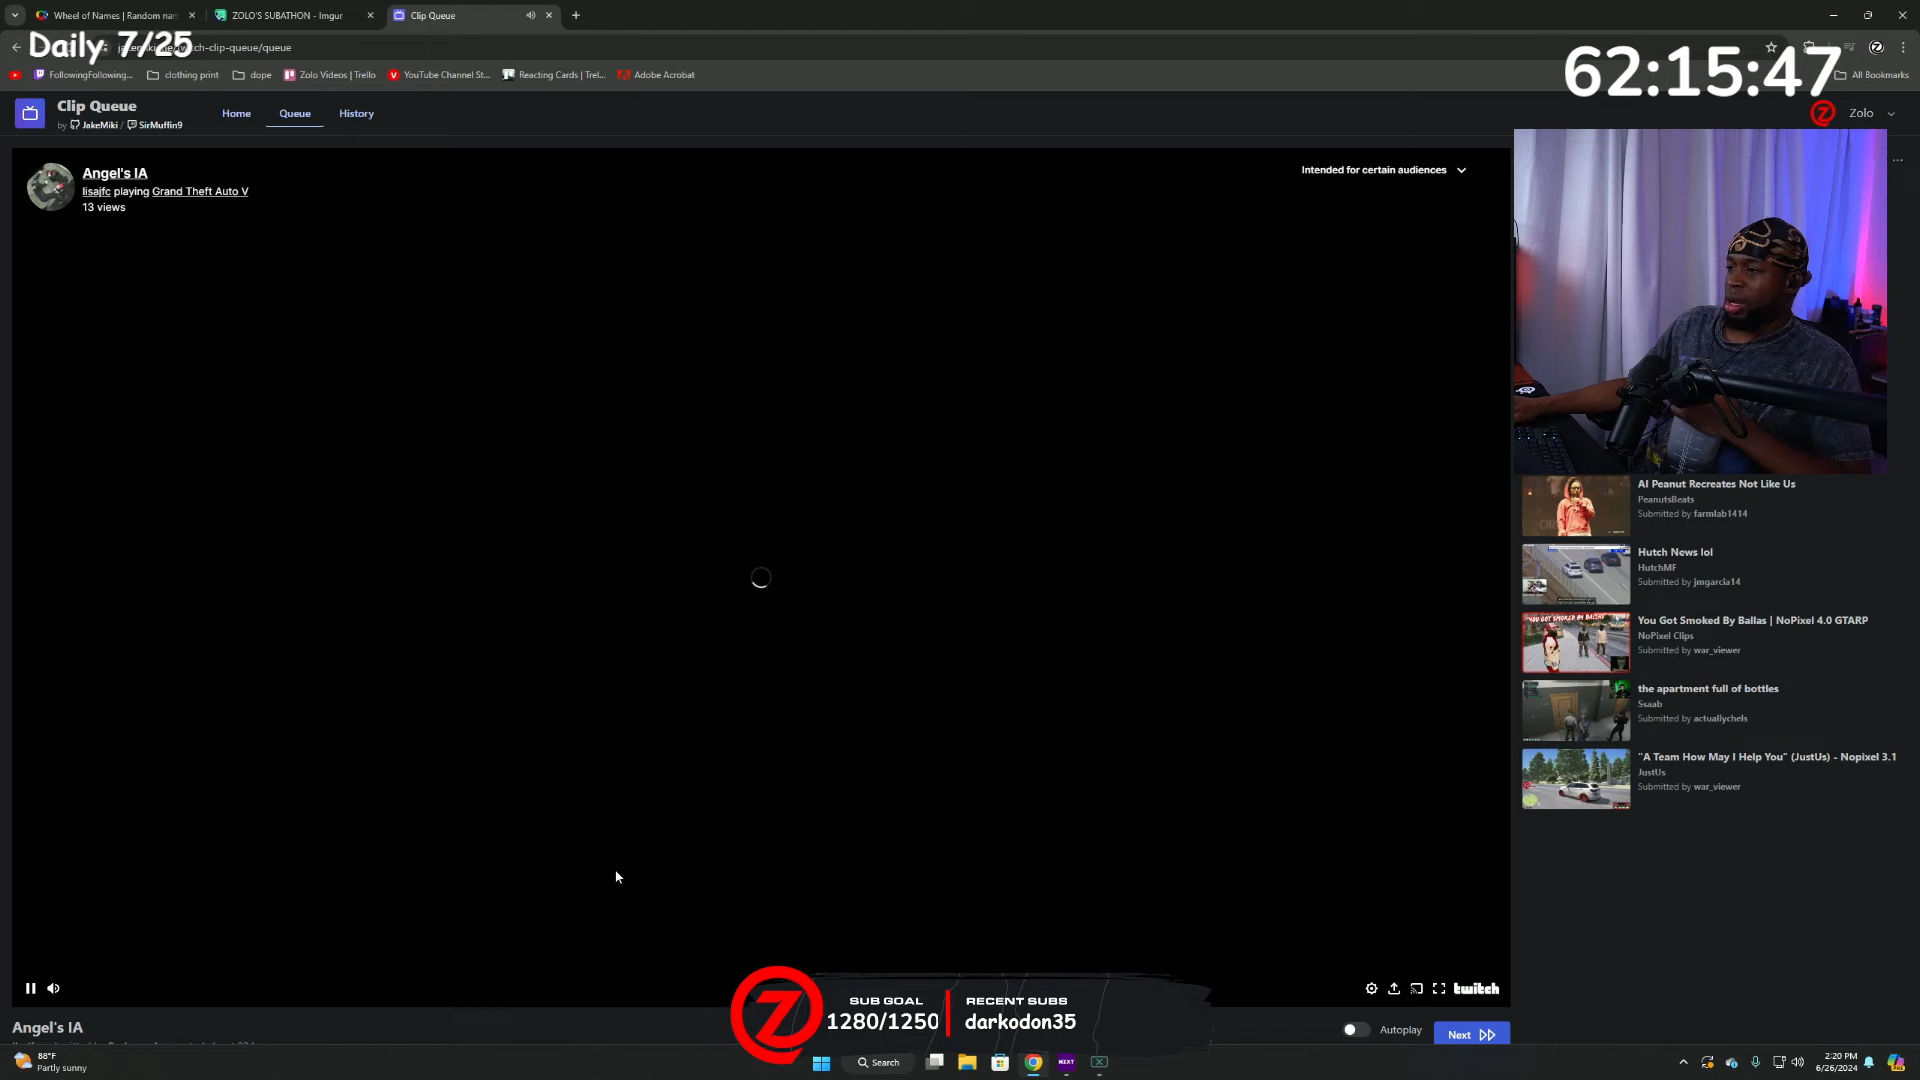 Wheel of Names | Random nam
ZOLO'S SUBATHON - Imgur
Clip Queue
Daily 7/25
62:15:47
FollowingFollowing...
clothing print
dope
Zolo Videos | Trello
YouTube Channel St...
Reacting Cards | Trel...
Adobe Acrobat
All Bookmarks
Clip Queue
by JakeMiki / SirMuffin9
Home
Queue
History
Zolo
Angel's IA
lisajfc playing Grand Theft Auto V
13 views
Intended for certain audiences
AI Peanut Recreates Not Like Us
PeanutsBeats
Submitted by farmlab1414
Hutch News lol
HutchMF
Submitted by jmgarcia14
You Got Smoked By Ballas | NoPixel 4.0 GTARP
NoPixel Clips
Submitted by war_viewer
the apartment full of bottles
Ssaab
Submitted by actuallychels
"A Team How May I Help You" (JustUs) - Nopixel 3.1
JustUs
Submitted by war_viewer
twitch
SUB GOAL
1280/1250
RECENT SUBS
darkodon35
Angel's IA
Autoplay
Next
88°F
Partly sunny
Search
2:20 PM
6/26/2024